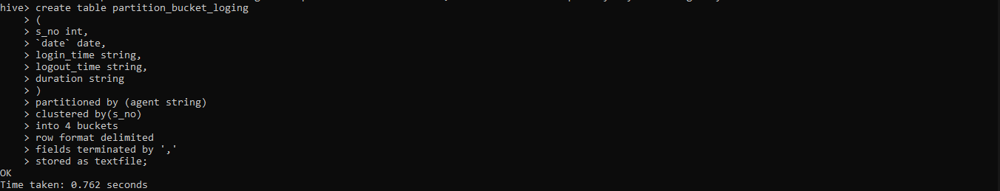 hive> create table partition_bucket_loging
    > (
    > s_no int,
    > `date` date,
    > login_time string,
    > logout_time string,
    > duration string
    > )
    > partitioned by (agent string)
    > clustered by(s_no)
    > into 4 buckets
    > row format delimited
    > fields terminated by ','
    > stored as textfile;
OK
Time taken: 0.762 seconds